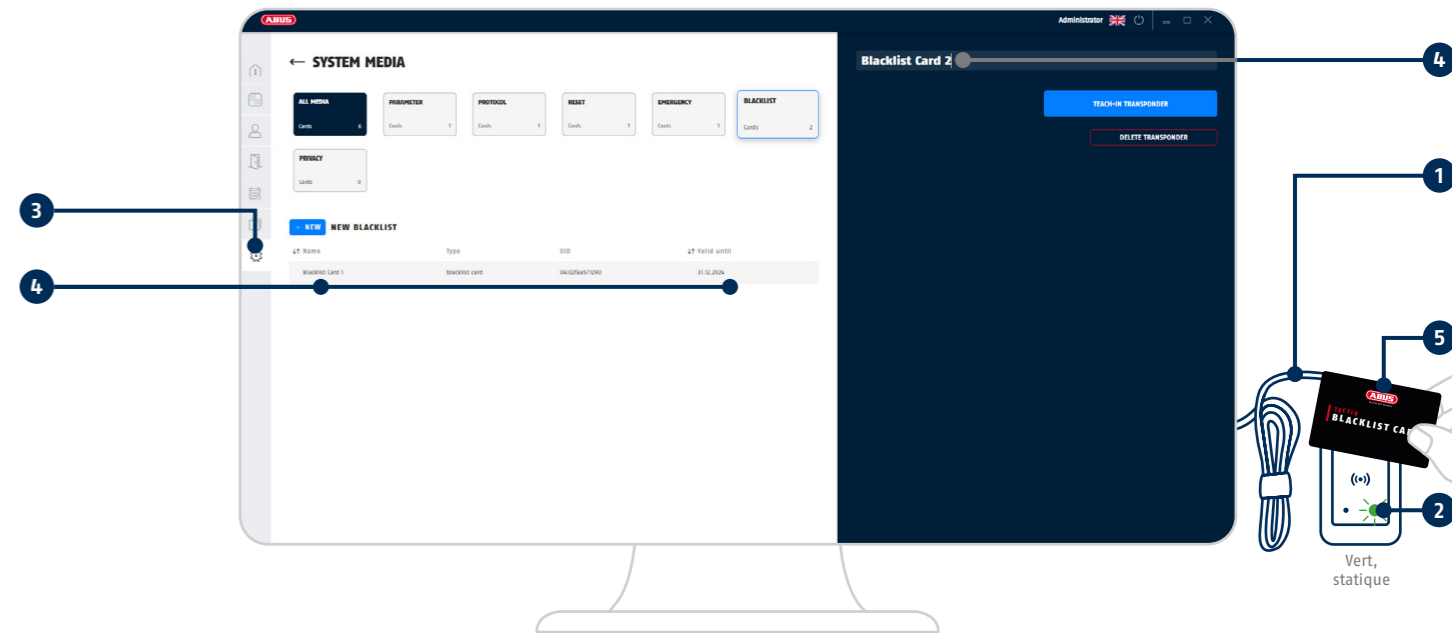 ABUS
Administrator
← SYSTEM MEDIA
ALL MEDIA
Cards 6
PARAMETER
Cards 1
PROTOCOL
Cards 1
RESET
Cards 1
EMERGENCY
Cards 1
BLACKLIST
Cards 2
PRIVACY
Cards 0
+ NEW NEW BLACKLIST
Name Type UID Valid until
Blacklist Card 1 blacklist card 31.12.2024
Blacklist Card 2
TEACH-IN TRANSPONDER
DELETE TRANSPONDER
3
4
4
1
5
2
ABUS
TECTIQ
BLACKLIST CA
Vert,
statique